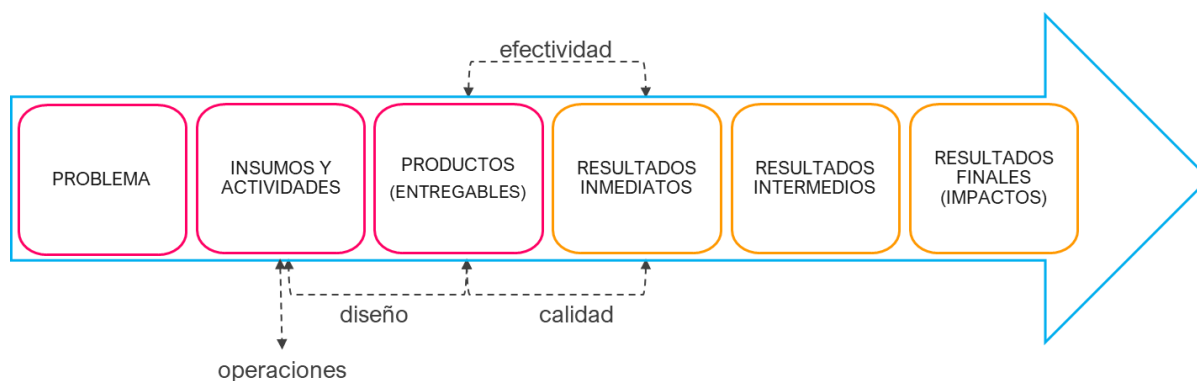 efectividad
PROBLEMA
INSUMOS Y
ACTIVIDADES
PRODUCTOS
(ENTREGABLES)
RESULTADOS
INMEDIATOS
RESULTADOS
INTERMEDIOS
RESULTADOS
FINALES
(IMPACTOS)
diseño
calidad
operaciones